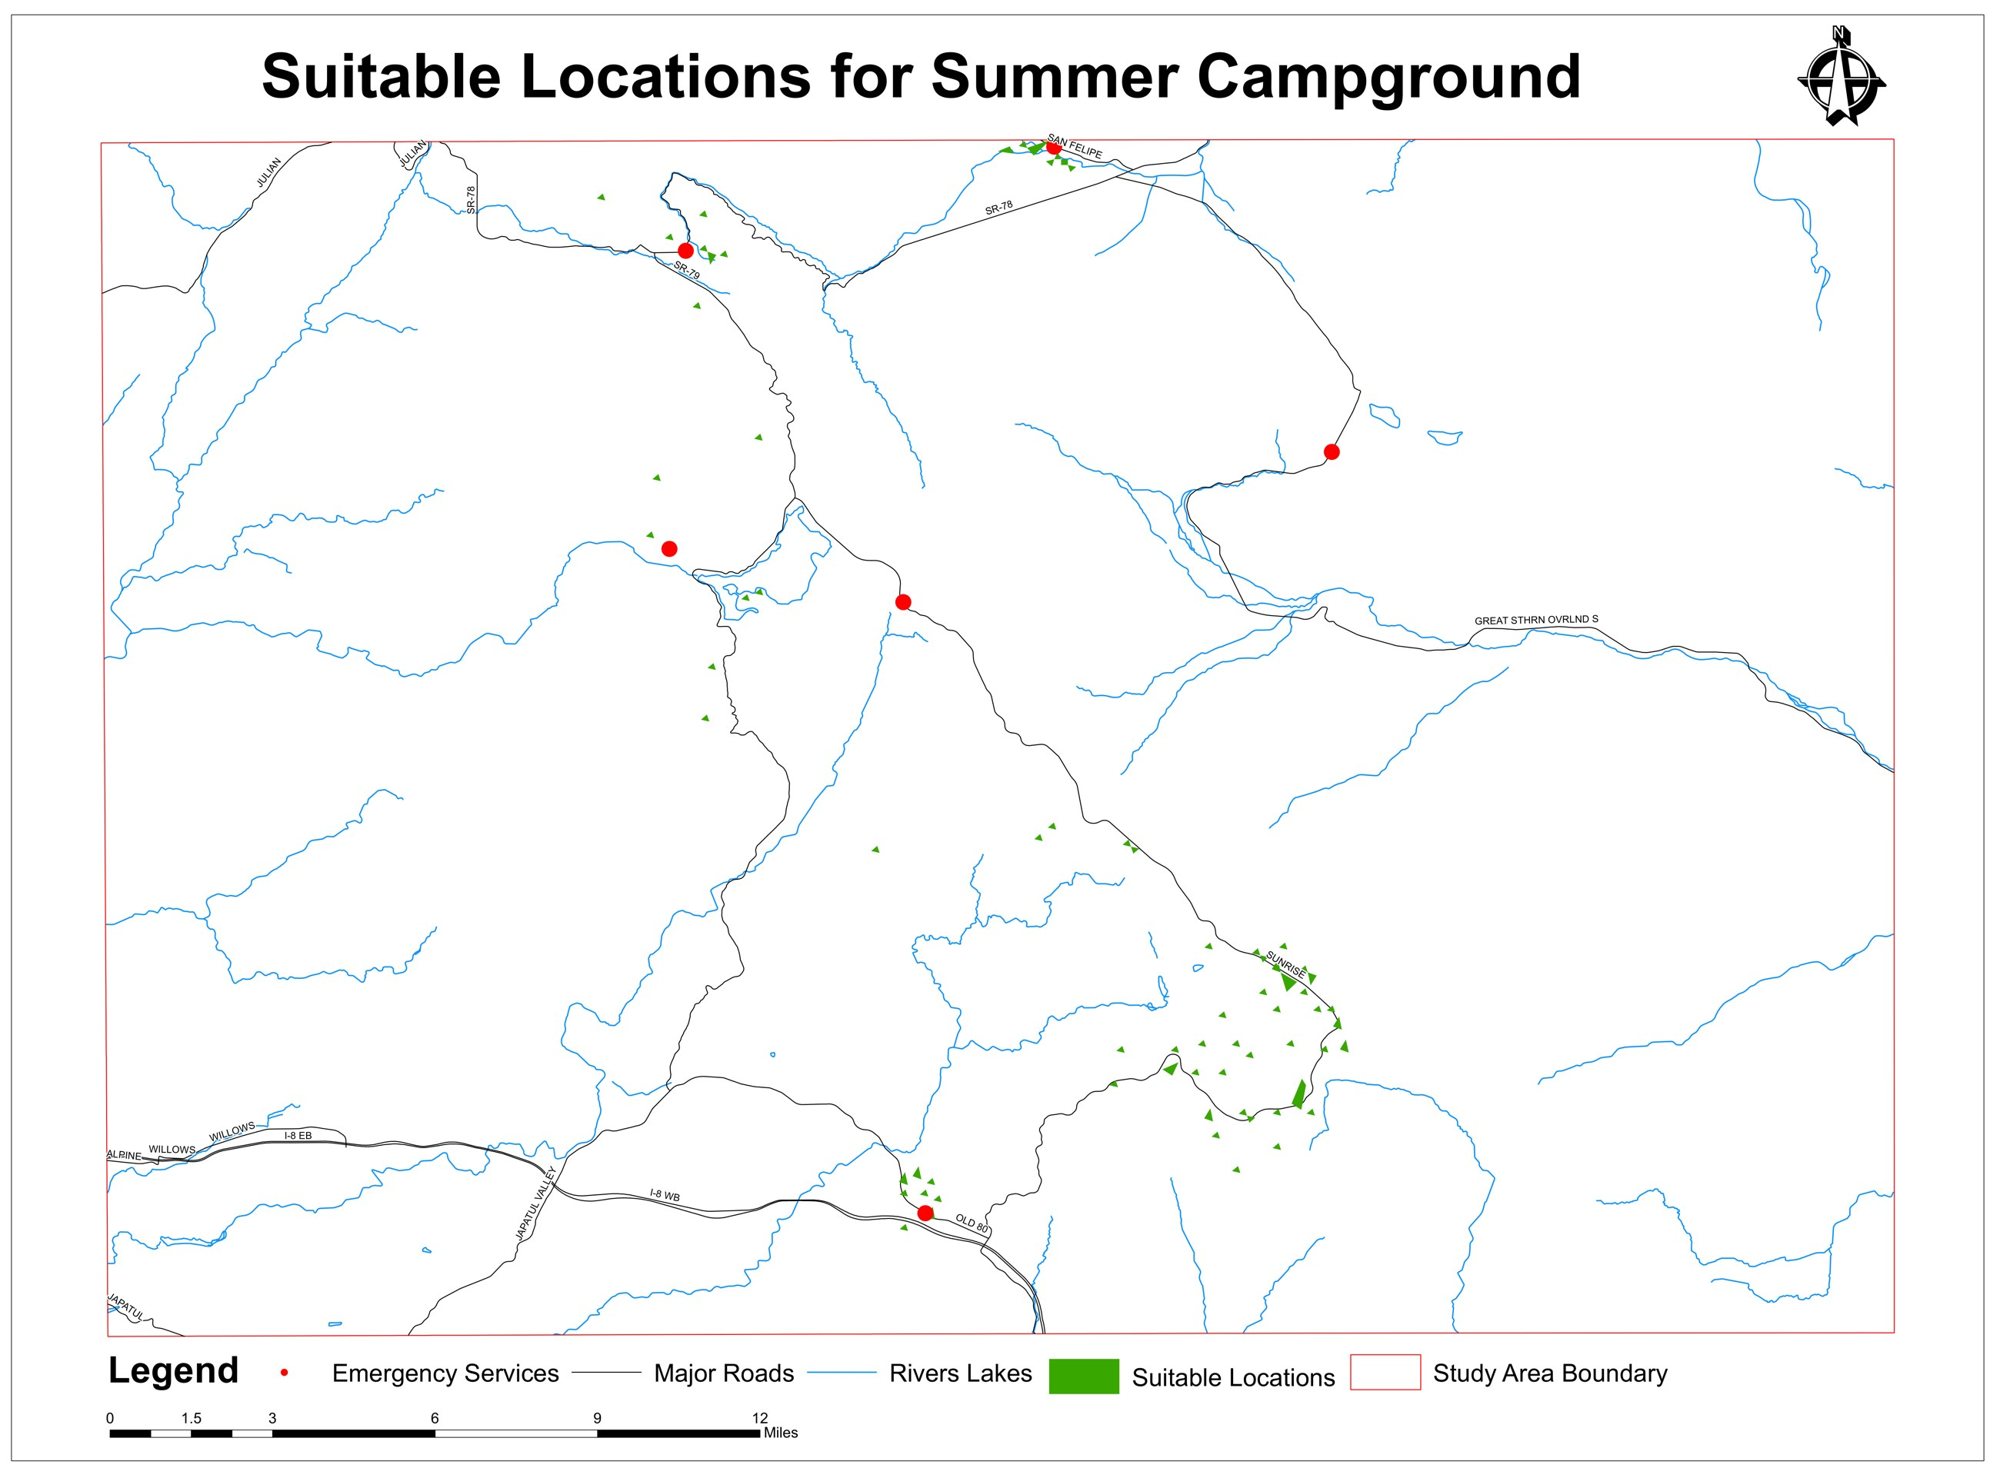 Suitable Locations for Summer Campground
N
JULIAN
JULIAN
SR-78
SAN FELIPE
SR-78
SR-79
GREAT STHRN OVRLND S
SUNRISE
WILLOWS
I-8 EB
ALPINE
WILLOWS
JAPATUL VALLEY
I-8 WB
OLD 80
JAPATUL
Legend
Emergency Services
Major Roads
Rivers Lakes
Suitable Locations
Study Area Boundary
0 1.5 3 6 9 12
Miles